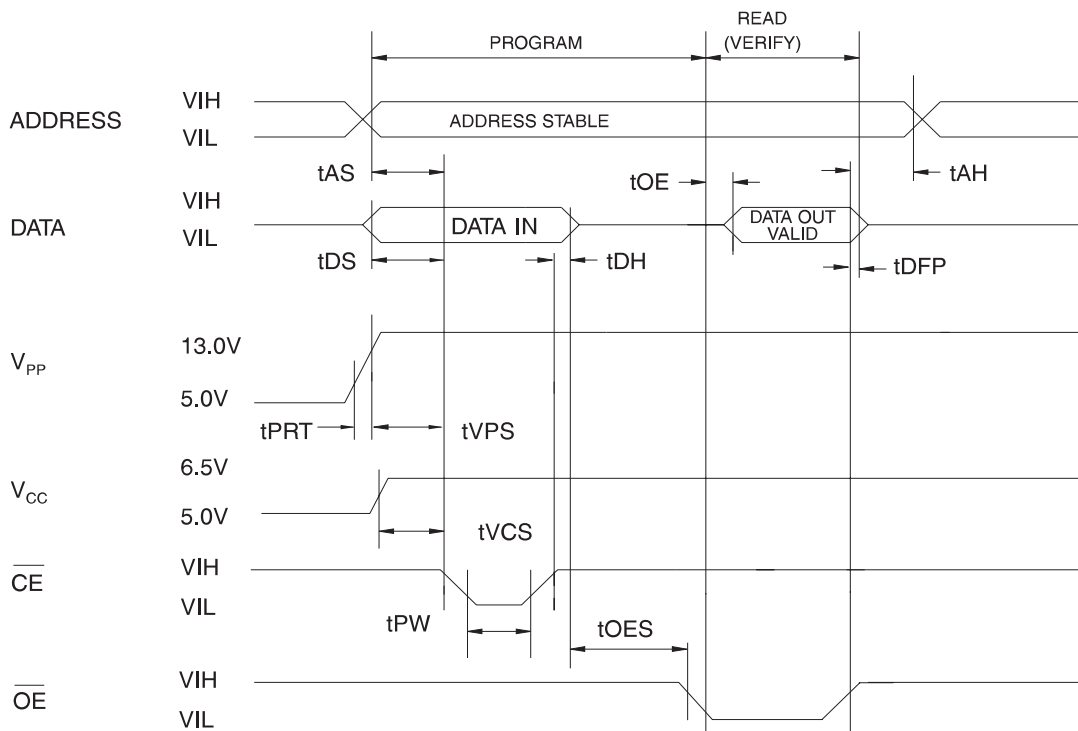 READ
PROGRAM (VERIFY)
ADDRESS VIH
VIL ADDRESS STABLE
tAS tOE tAH
DATA VIH
VIL DATA IN DATA OUT
VALID
tDS tDH tDFP
VPP 13.0V
5.0V
tPRT tVPS
VCC 6.5V
5.0V
tVCS
CE VIH
VIL
tPW tOES
OE VIH
VIL